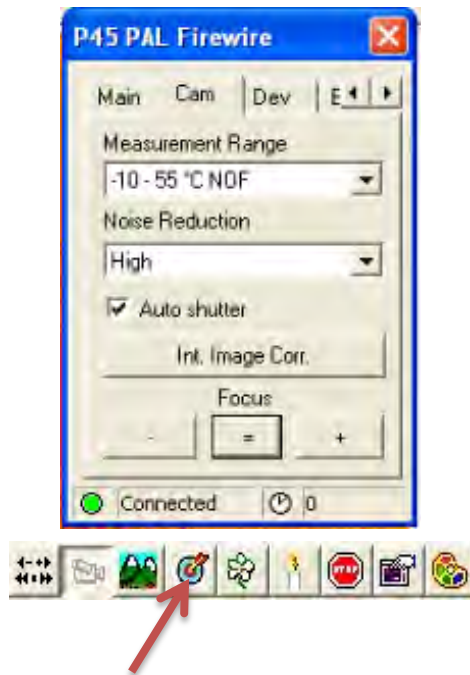 P45 PAL Firewire
Main Cam Dev E
Measurement Range
-10 - 55 °C NOF
Noise Reduction
High
Auto shutter
Int. Image Corr.
Focus
- = +
Connected 0
STOP